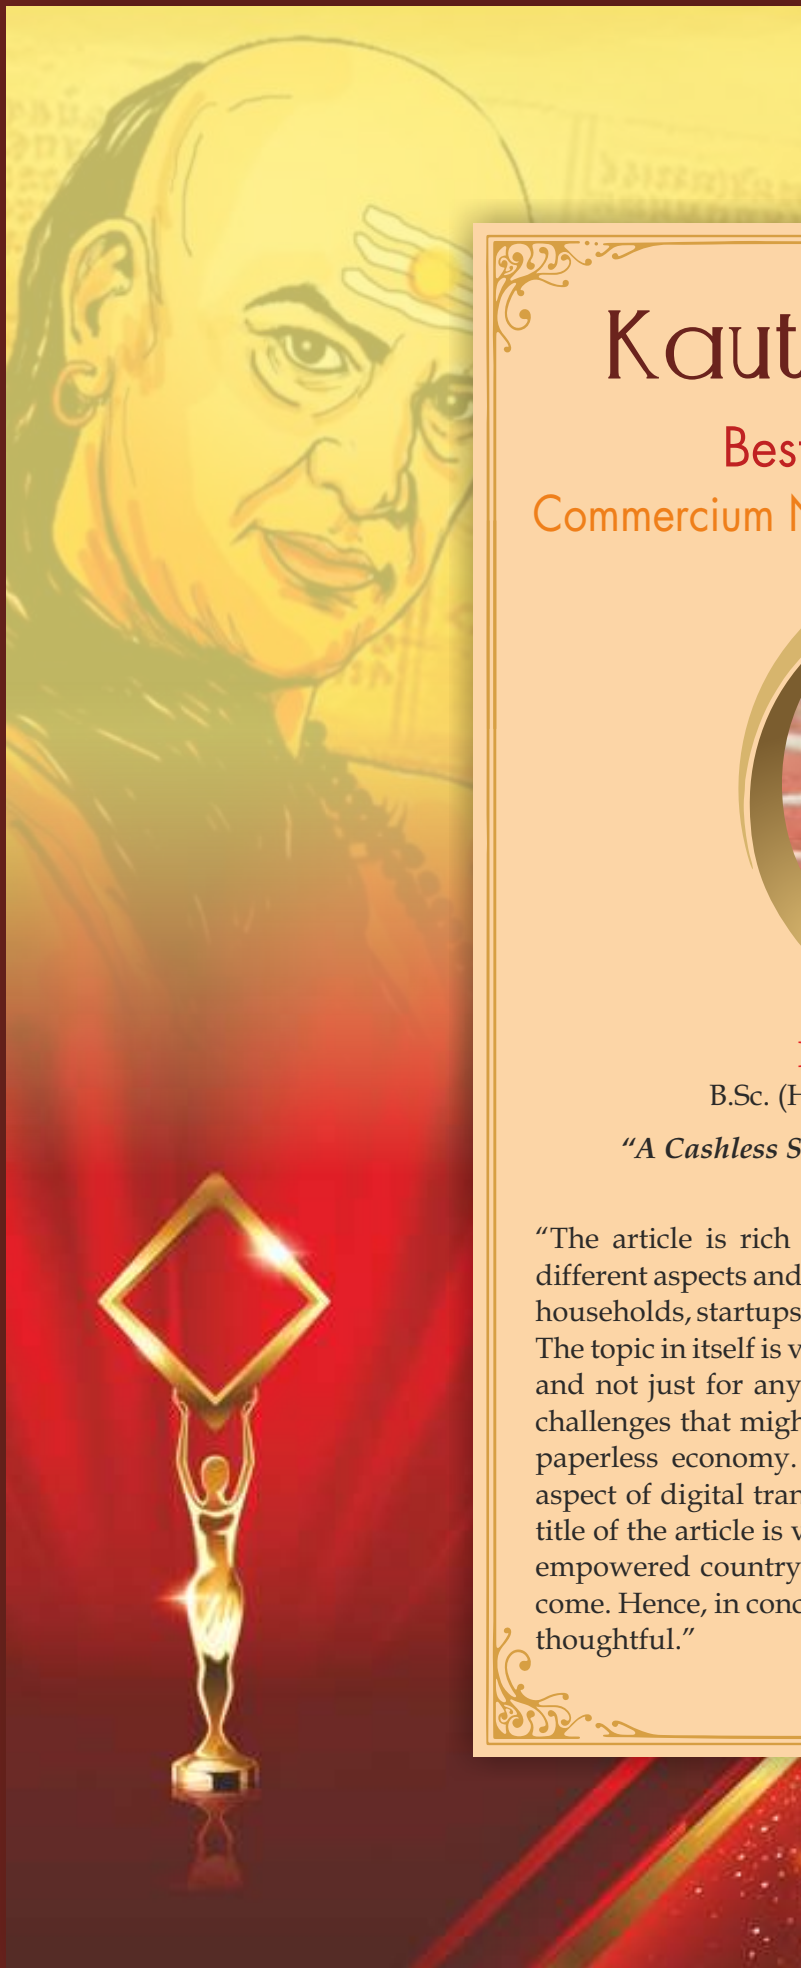 Kaut
Best
Commercium N
B.Sc. (H
“A Cashless S
“The article is rich
different aspects and
households, startups
The topic in itself is v
and not just for any
challenges that migh
paperless economy.
aspect of digital tran
title of the article is v
empowered country
come. Hence, in conc
thoughtful.”